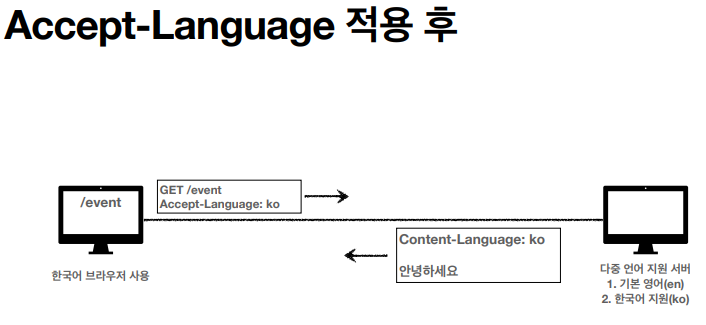 Accept-Language 적용 후
/event
GET /event
Accept-Language: ko
Content-Language: ko
안녕하세요
한국어 브라우저 사용
다중 언어 지원 서버
1. 기본 영어(en)
2. 한국어 지원(ko)